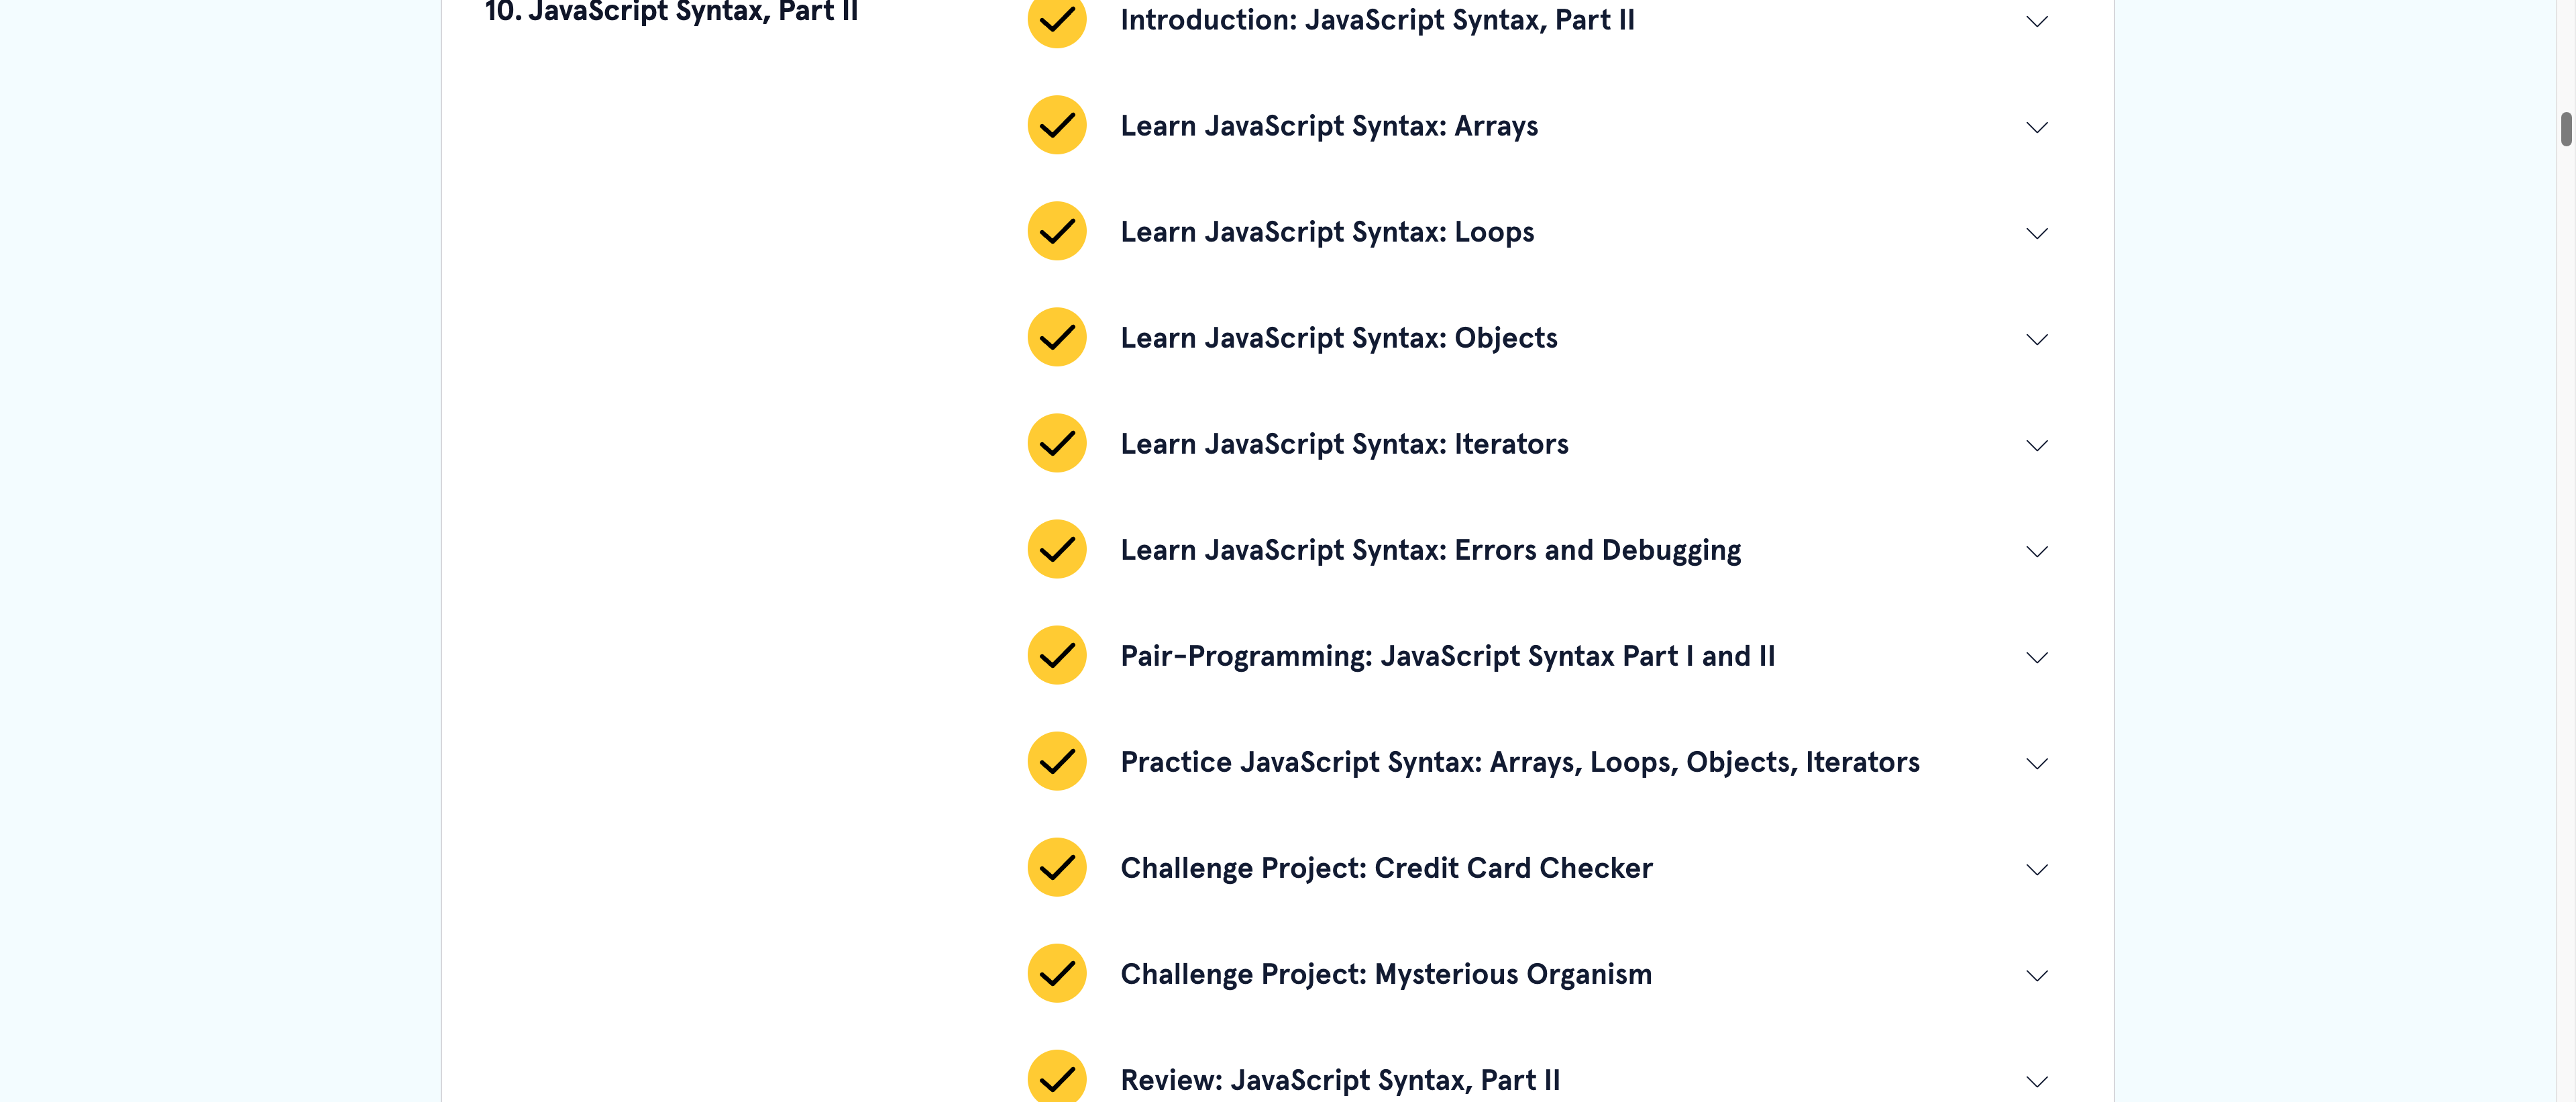 10. JavaScript Syntax, Part II
Introduction: JavaScript Syntax, Part II
Learn JavaScript Syntax: Arrays
Learn JavaScript Syntax: Loops
Learn JavaScript Syntax: Objects
Learn JavaScript Syntax: Iterators
Learn JavaScript Syntax: Errors and Debugging
Pair-Programming: JavaScript Syntax Part I and II
Practice JavaScript Syntax: Arrays, Loops, Objects, Iterators
Challenge Project: Credit Card Checker
Challenge Project: Mysterious Organism
Review: JavaScript Syntax, Part II